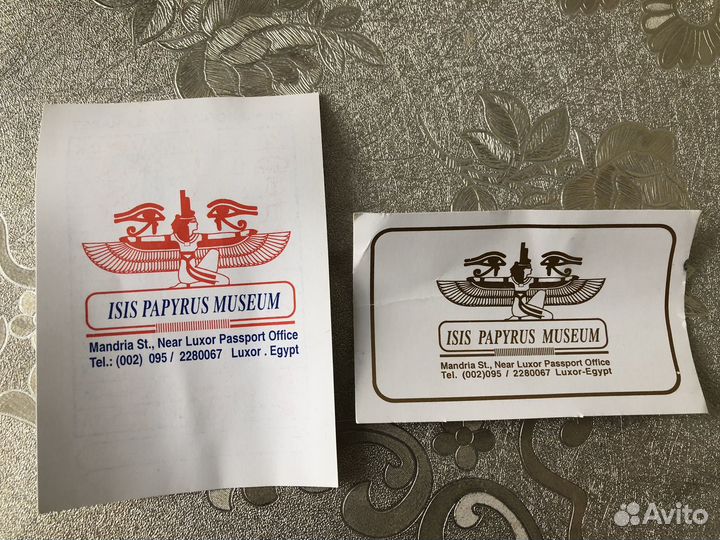 ISIS PAPYRUS MUSEUM
Mandria St., Near Luxor Passport Office
Tel.: (002) 095 / 2280067 Luxor . Egypt
ISIS PAPYRUS MUSEUM
Mandria St., Near Luxor Passport Office
Tel. (002)095 / 2280067 Luxor-Egypt
Avito